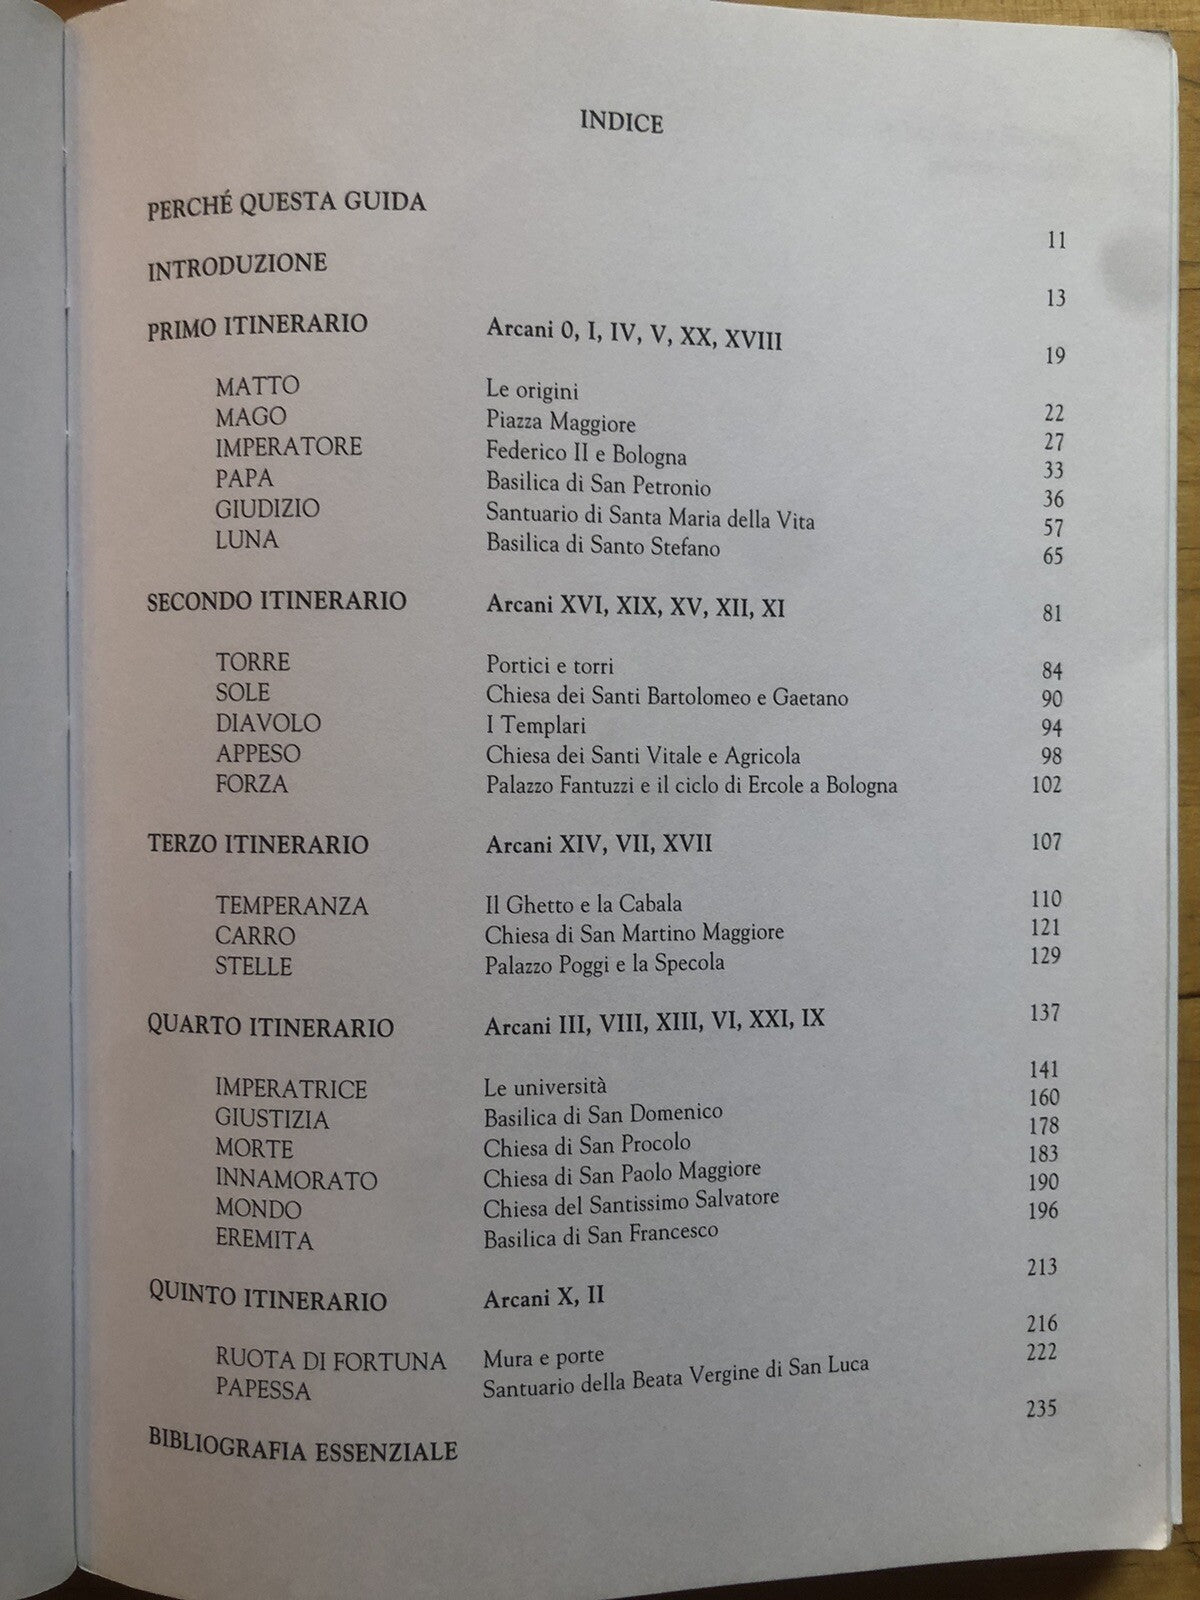 INDICE
PERCHÉ QUESTA GUIDA 11
INTRODUZIONE 13
PRIMO ITINERARIO Arcani 0, I, IV, V, XX, XVIII 19
MATTO Le origini 22
MAGO Piazza Maggiore 27
IMPERATORE Federico II e Bologna 33
PAPA Basilica di San Petronio 36
GIUDIZIO Santuario di Santa Maria della Vita 57
LUNA Basilica di Santo Stefano 65
SECONDO ITINERARIO Arcani XVI, XIX, XV, XII, XI 81
TORRE Portici e torri 84
SOLE Chiesa dei Santi Bartolomeo e Gaetano 90
DIAVOLO I Templari 94
APPESO Chiesa dei Santi Vitale e Agricola 98
FORZA Palazzo Fantuzzi e il ciclo di Ercole a Bologna 102
TERZO ITINERARIO Arcani XIV, VII, XVII 107
TEMPERANZA Il Ghetto e la Cabala 110
CARRO Chiesa di San Martino Maggiore 121
STELLE Palazzo Poggi e la Specola 129
QUARTO ITINERARIO Arcani III, VIII, XIII, VI, XXI, IX 137
IMPERATRICE Le università 141
GIUSTIZIA Basilica di San Domenico 160
MORTE Chiesa di San Procolo 178
INNAMORATO Chiesa di San Paolo Maggiore 183
MONDO Chiesa del Santissimo Salvatore 190
EREMITA Basilica di San Francesco 196
QUINTO ITINERARIO Arcani X, II 213
RUOTA DI FORTUNA Mura e porte 216
PAPESSA Santuario della Beata Vergine di San Luca 222
BIBLIOGRAFIA ESSENZIALE 235